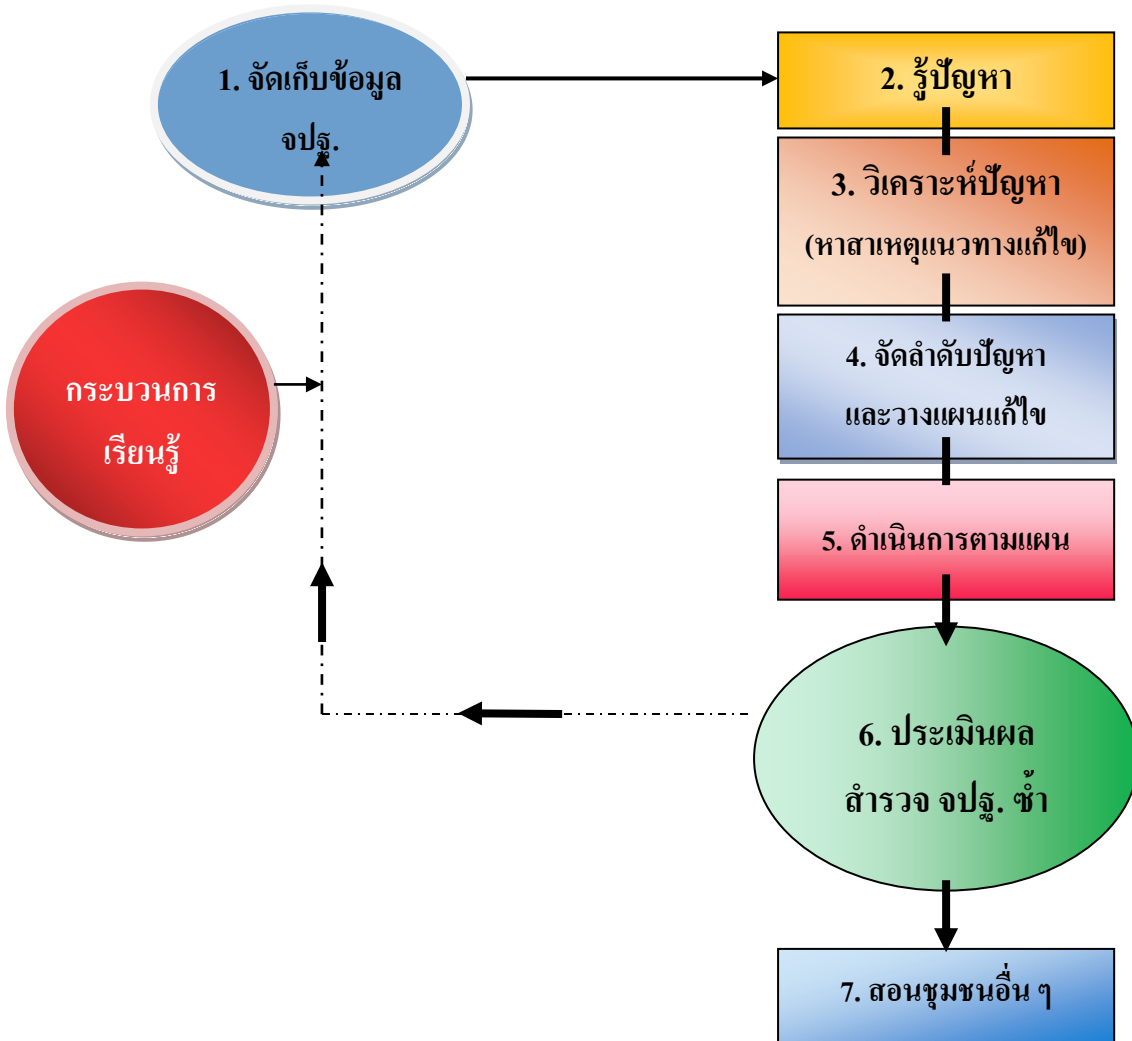 1. จัดเก็บข้อมูล
จปฐ.
2. รู้ปัญหา
3. วิเคราะห์ปัญหา
(หาสาเหตุแนวทางแก้ไข)
4. จัดลำดับปัญหา
และวางแผนแก้ไข
กระบวนการ
เรียนรู้
5. ดำเนินการตามแผน
6. ประเมินผล
สำรวจ จปฐ. ซ้ำ
7. สอนชุมชนอื่น ๆ